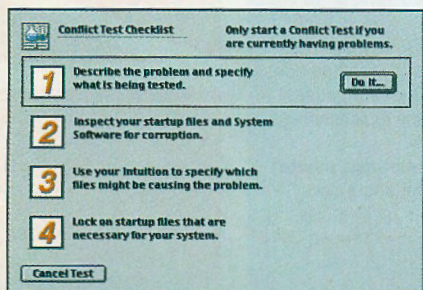 Conflict Test Checklist
Only start a Conflict Test if you
are currently having problems.
1
Describe the problem and specify
what is being tested.
Do It...
2
Inspect your startup files and System
Software for corruption.
3
Use your Intuition to specify which
files might be causing the problem.
4
Lock on startup files that are
necessary for your system.
Cancel Test